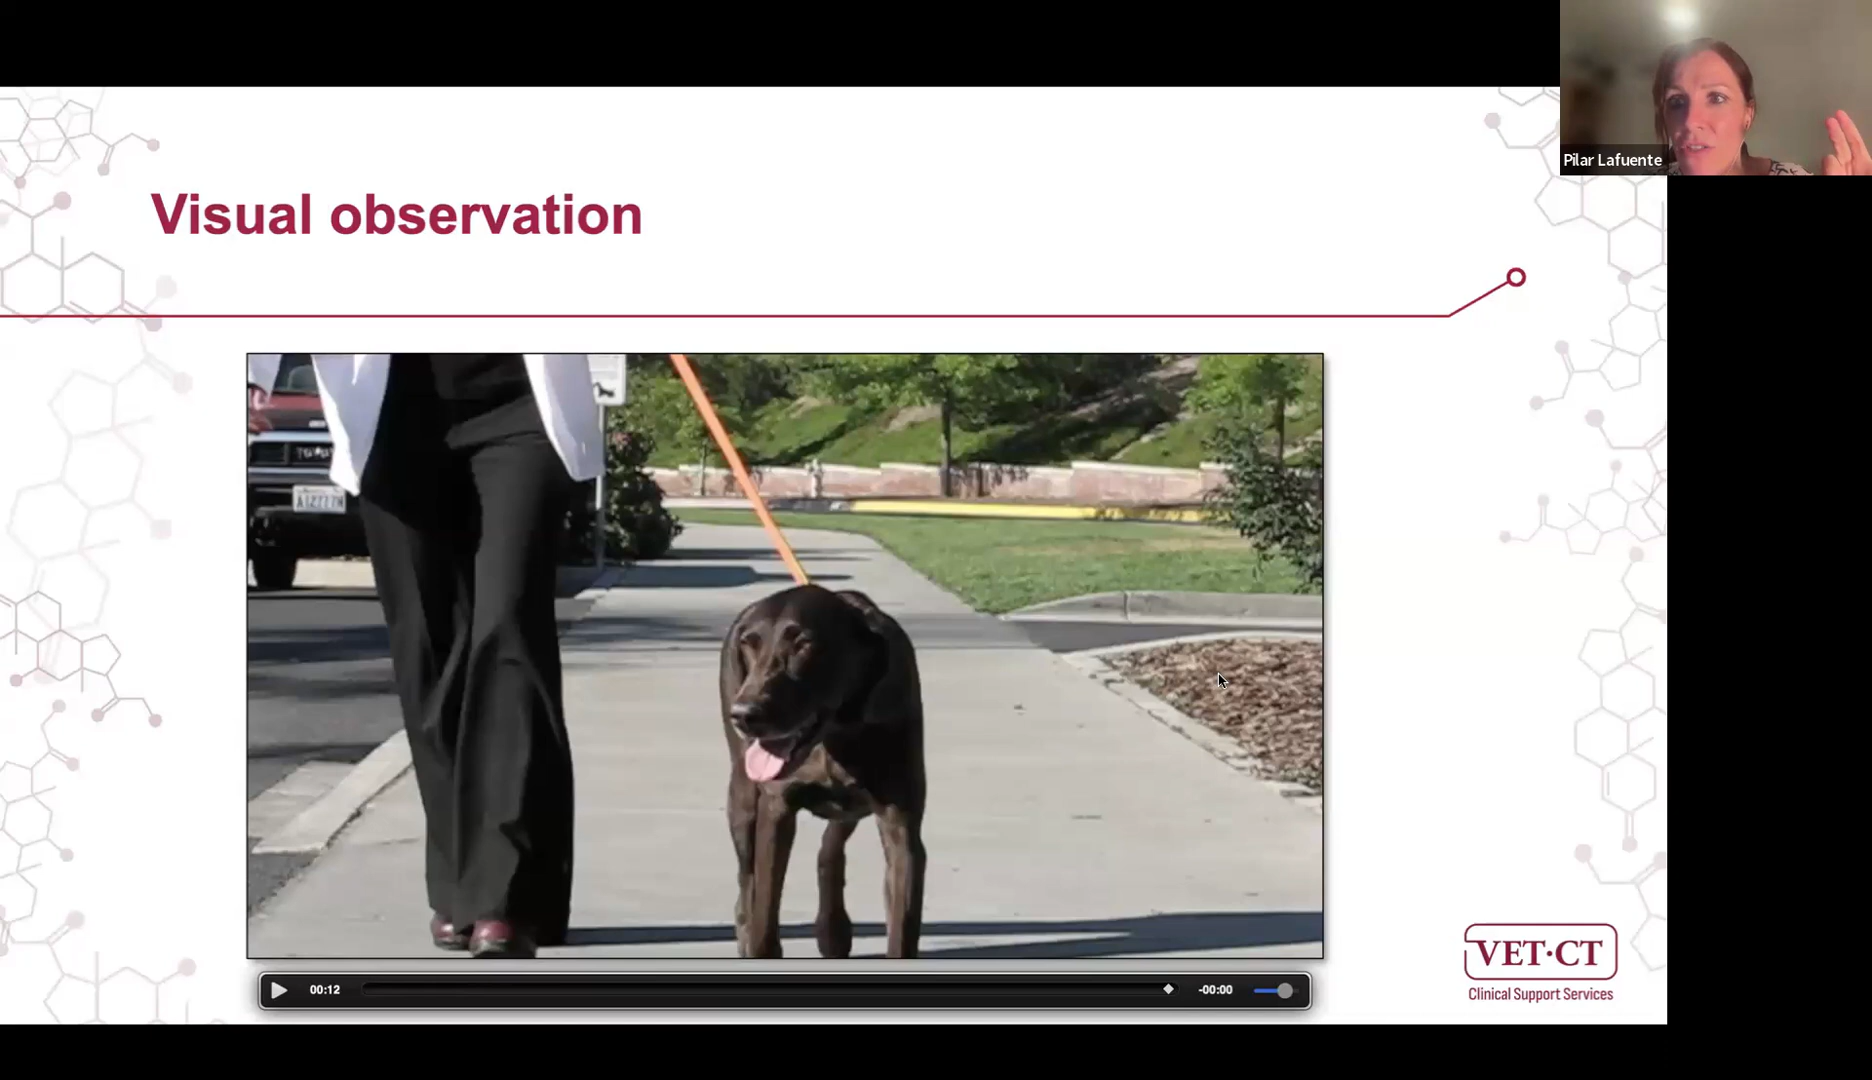 Pilar Lafuente
Visual observation
00:12
-00:00
VET·CT
Clinical Support Services